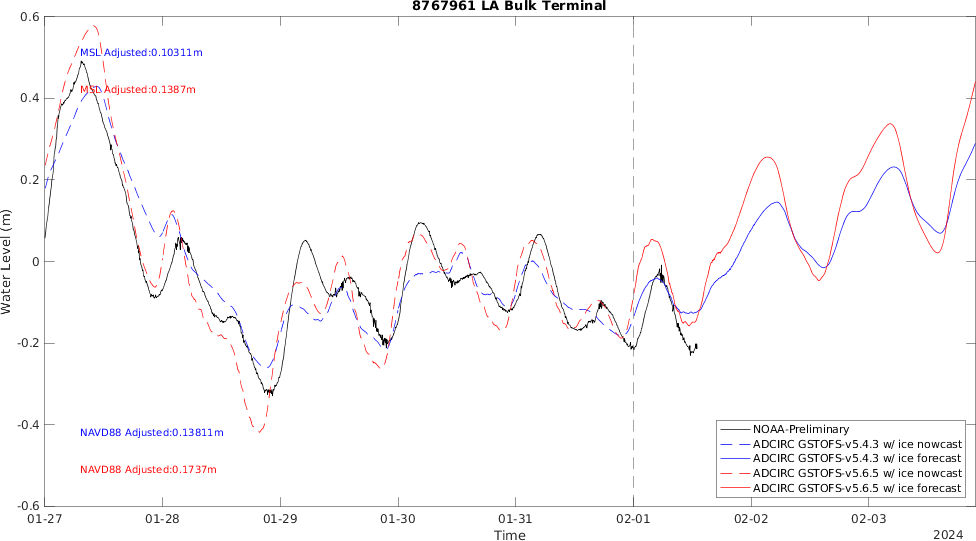 8767961 LA Bulk Terminal
0.6
MSL Adjusted:0.10311m
MSL Adjusted:0.1387m
0.4
0.2
0
-0.2
-0.4
-0.6
Water Level (m)
NAVD88 Adjusted:0.13811m
NAVD88 Adjusted:0.1737m
NOAA-Preliminary
ADCIRC GSTOFS-v5.4.3 w/ ice nowcast
ADCIRC GSTOFS-v5.4.3 w/ ice forecast
ADCIRC GSTOFS-v5.6.5 w/ ice nowcast
ADCIRC GSTOFS-v5.6.5 w/ ice forecast
01-27 01-28 01-29 01-30 01-31 02-01 02-02 02-03
Time
2024